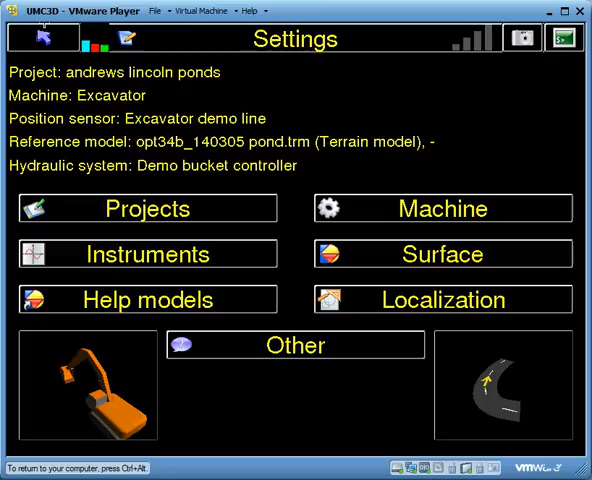 UMC3D - VMware Player File Virtual Machine Help
Settings
Project: andrews lincoln ponds
Machine: Excavator
Position sensor: Excavator demo line
Reference model: opt34b_140305 pond.trm (Terrain model), -
Hydraulic system: Demo bucket controller
Projects
Machine
Instruments
Surface
Help models
Localization
Other
To return to your computer, press Ctrl+Alt.